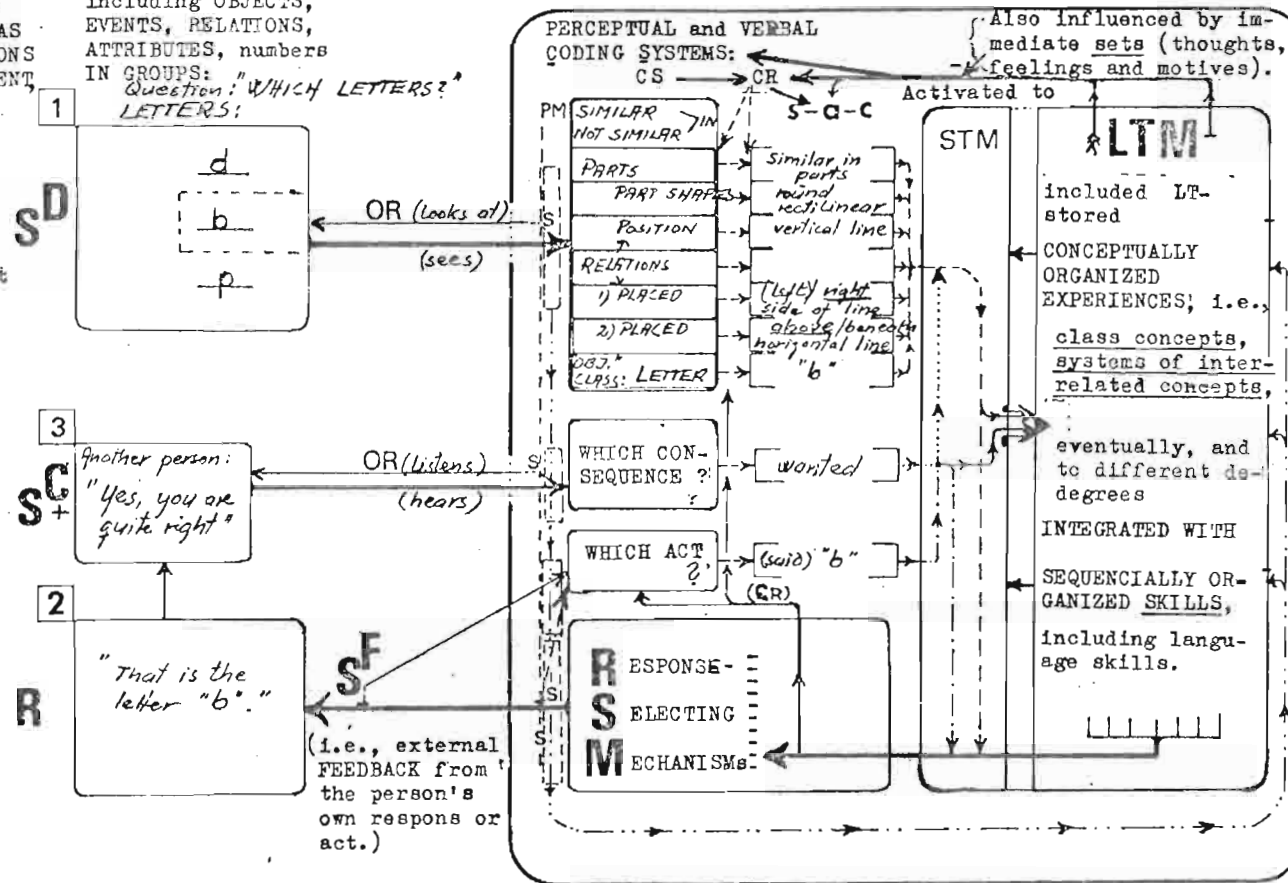 including OBJECTS,
AS EVENTS, RELATIONS,
ONS ATTRIBUTES, numbers
ENT, IN GROUPS:
Question: "WHICH LETTERS?"
LETTERS:
1
d
b
p
S D
OR (Looks at)
(sees)
3
Another person:
"Yes, you are
quite right"
S C +
OR (Listens)
(hears)
2
"That is the
letter "b"."
R
S F
(i.e., external
FEEDBACK from
the person's
own respons or
act.)
PERCEPTUAL and VERBAL
CODING SYSTEMS:
CS CR
S-a-C
Also influenced by im-
mediate sets (thoughts,
feelings and motives).
Activated to
PM
SIMILAR
NOT SIMILAR IN
PARTS
PART SHAPES
POSITION
RELATIONS
1) PLACED
2) PLACED
OBJ.
CLASS: LETTER
similar in
parts
round
rectilinear
vertical line
(left) right
side of line
above/beneath
horizontal line
"b"
S
S
WHICH CON-
SEQUENCE ?
wanted
WHICH ACT
?
(said) "b"
(CR)
S
S
RESPONSE-
SELECTING
MECHANISMs
STM
LTM
included LT-
stored
CONCEPTUALLY
ORGANIZED
EXPERIENCES, i.e.,
class concepts,
systems of inter-
related concepts,
eventually, and
to different de-
degrees
INTEGRATED WITH
SEQUENCIALLY OR-
GANIZED SKILLS,
including langu-
age skills.